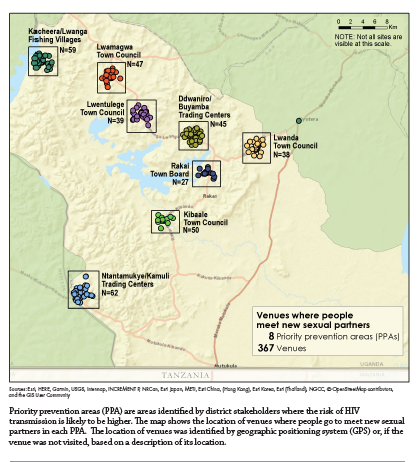 0 2 4 6 8
Km
NOTE: Not all sites are
visible at this scale.
Kacheera/Lwanga
Fishing Villages
N=59
Lwamagwa
Town Council
N=47
Lwentulege
Town Council
N=39
Ddwaniro/
Buyamba
Trading Centers
N=45
Lwanda
Town Council
N=38
Rakai
Town Board
N=27
Rakai
Kibaale
Town Council
N=50
Ntantamukye/Kamuli
Trading Centers
N=62
Venues where people
meet new sexual partners
8 Priority prevention areas (PPAs)
367 Venues
UGANDA
TANZANIA
Mutukula
Sources: Esri, HERE, Garmin, USGS, Intermap, INCREMENT P, NRCan, Esri Japan, METI, Esri China, (Hong Kong), Esri Korea, Esri (Thailand), NGCC, © OpenStreetMap contributors,
and the GIS User Community
Priority prevention areas (PPA) are areas identified by district stakeholders where the risk of HIV
transmission is likely to be higher. The map shows the location of venues where people go to meet new sexual
partners in each PPA. The location of venues was identified by geographic positioning system (GPS) or, if the
venue was not visited, based on a description of its location.